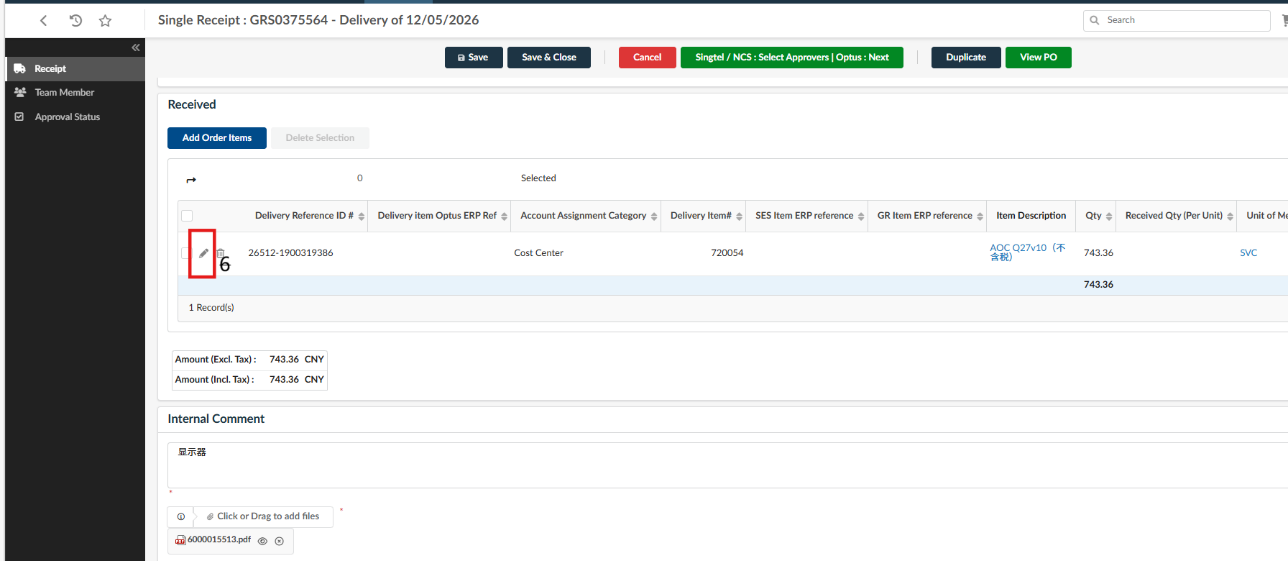 Single Receipt : GRS0375564 - Delivery of 12/05/2026
Search
Receipt
Team Member
Approval Status
Save
Save & Close
Cancel
Singtel / NCS : Select Approvers | Optus : Next
Duplicate
View PO
Received
Add Order Items
Delete Selection
0
Selected
Delivery Reference ID #
Delivery item Optus ERP Ref
Account Assignment Category
Delivery Item#
SES Item ERP reference
GR Item ERP reference
Item Description
Qty
Received Qty (Per Unit)
Unit of Me
6
26512-1900319386
Cost Center
720054
AOC Q27v10（不
含税）
743.36
SVC
743.36
1 Record(s)
Amount (Excl. Tax) : 743.36 CNY
Amount (Incl. Tax) : 743.36 CNY
Internal Comment
显示器
*
Click or Drag to add files
*
6000015513.pdf